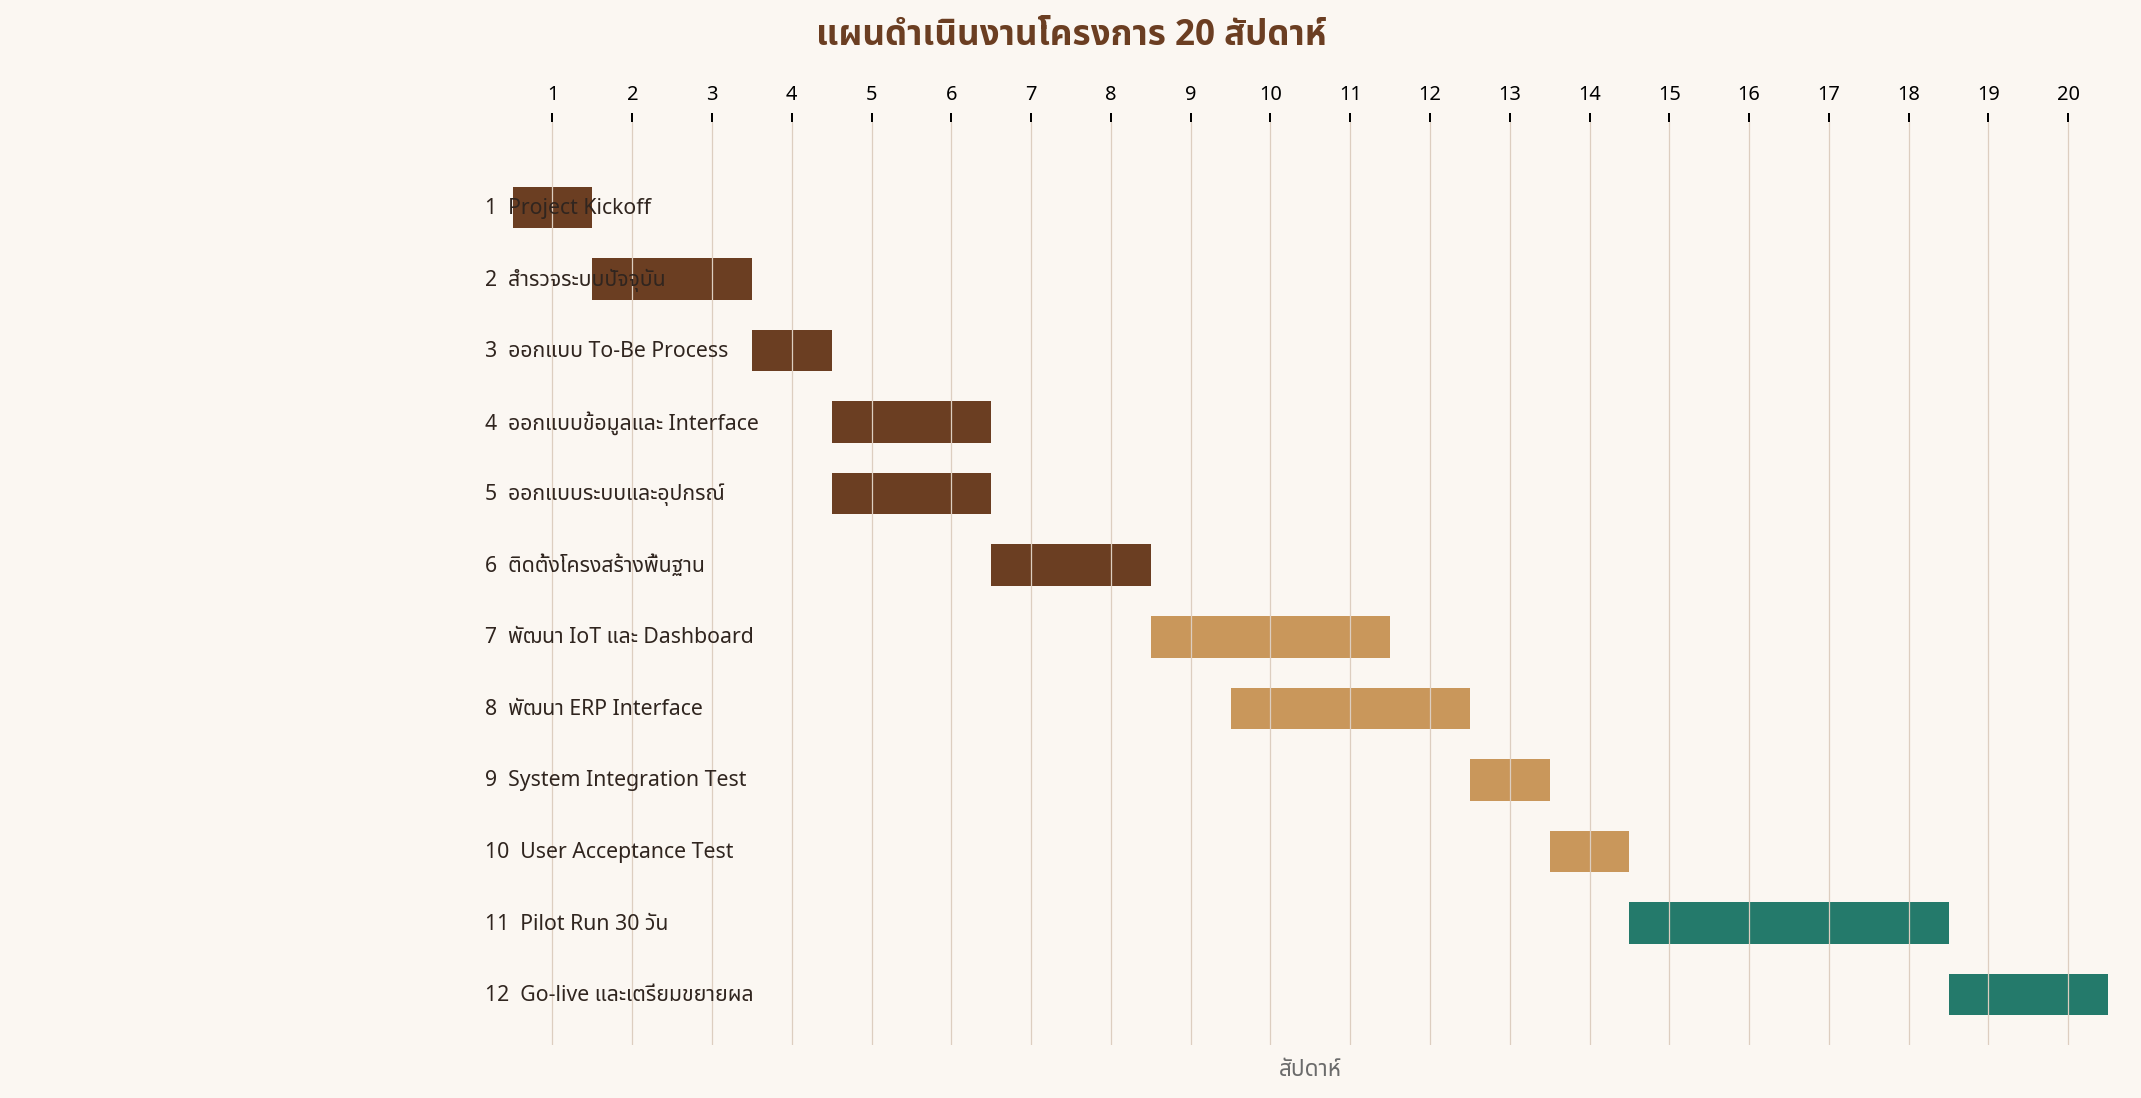 แผนดำเนินงานโครงการ 20 สัปดาห์
1 2 3 4 5 6 7 8 9 10 11 12 13 14 15 16 17 18 19 20
1 Project Kickoff
2 สำรวจระบบปัจจุบัน
3 ออกแบบ To-Be Process
4 ออกแบบข้อมูลและ Interface
5 ออกแบบระบบและอุปกรณ์
6 ติดตั้งโครงสร้างพื้นฐาน
7 พัฒนา IoT และ Dashboard
8 พัฒนา ERP Interface
9 System Integration Test
10 User Acceptance Test
11 Pilot Run 30 วัน
12 Go-live และเตรียมขยายผล
สัปดาห์